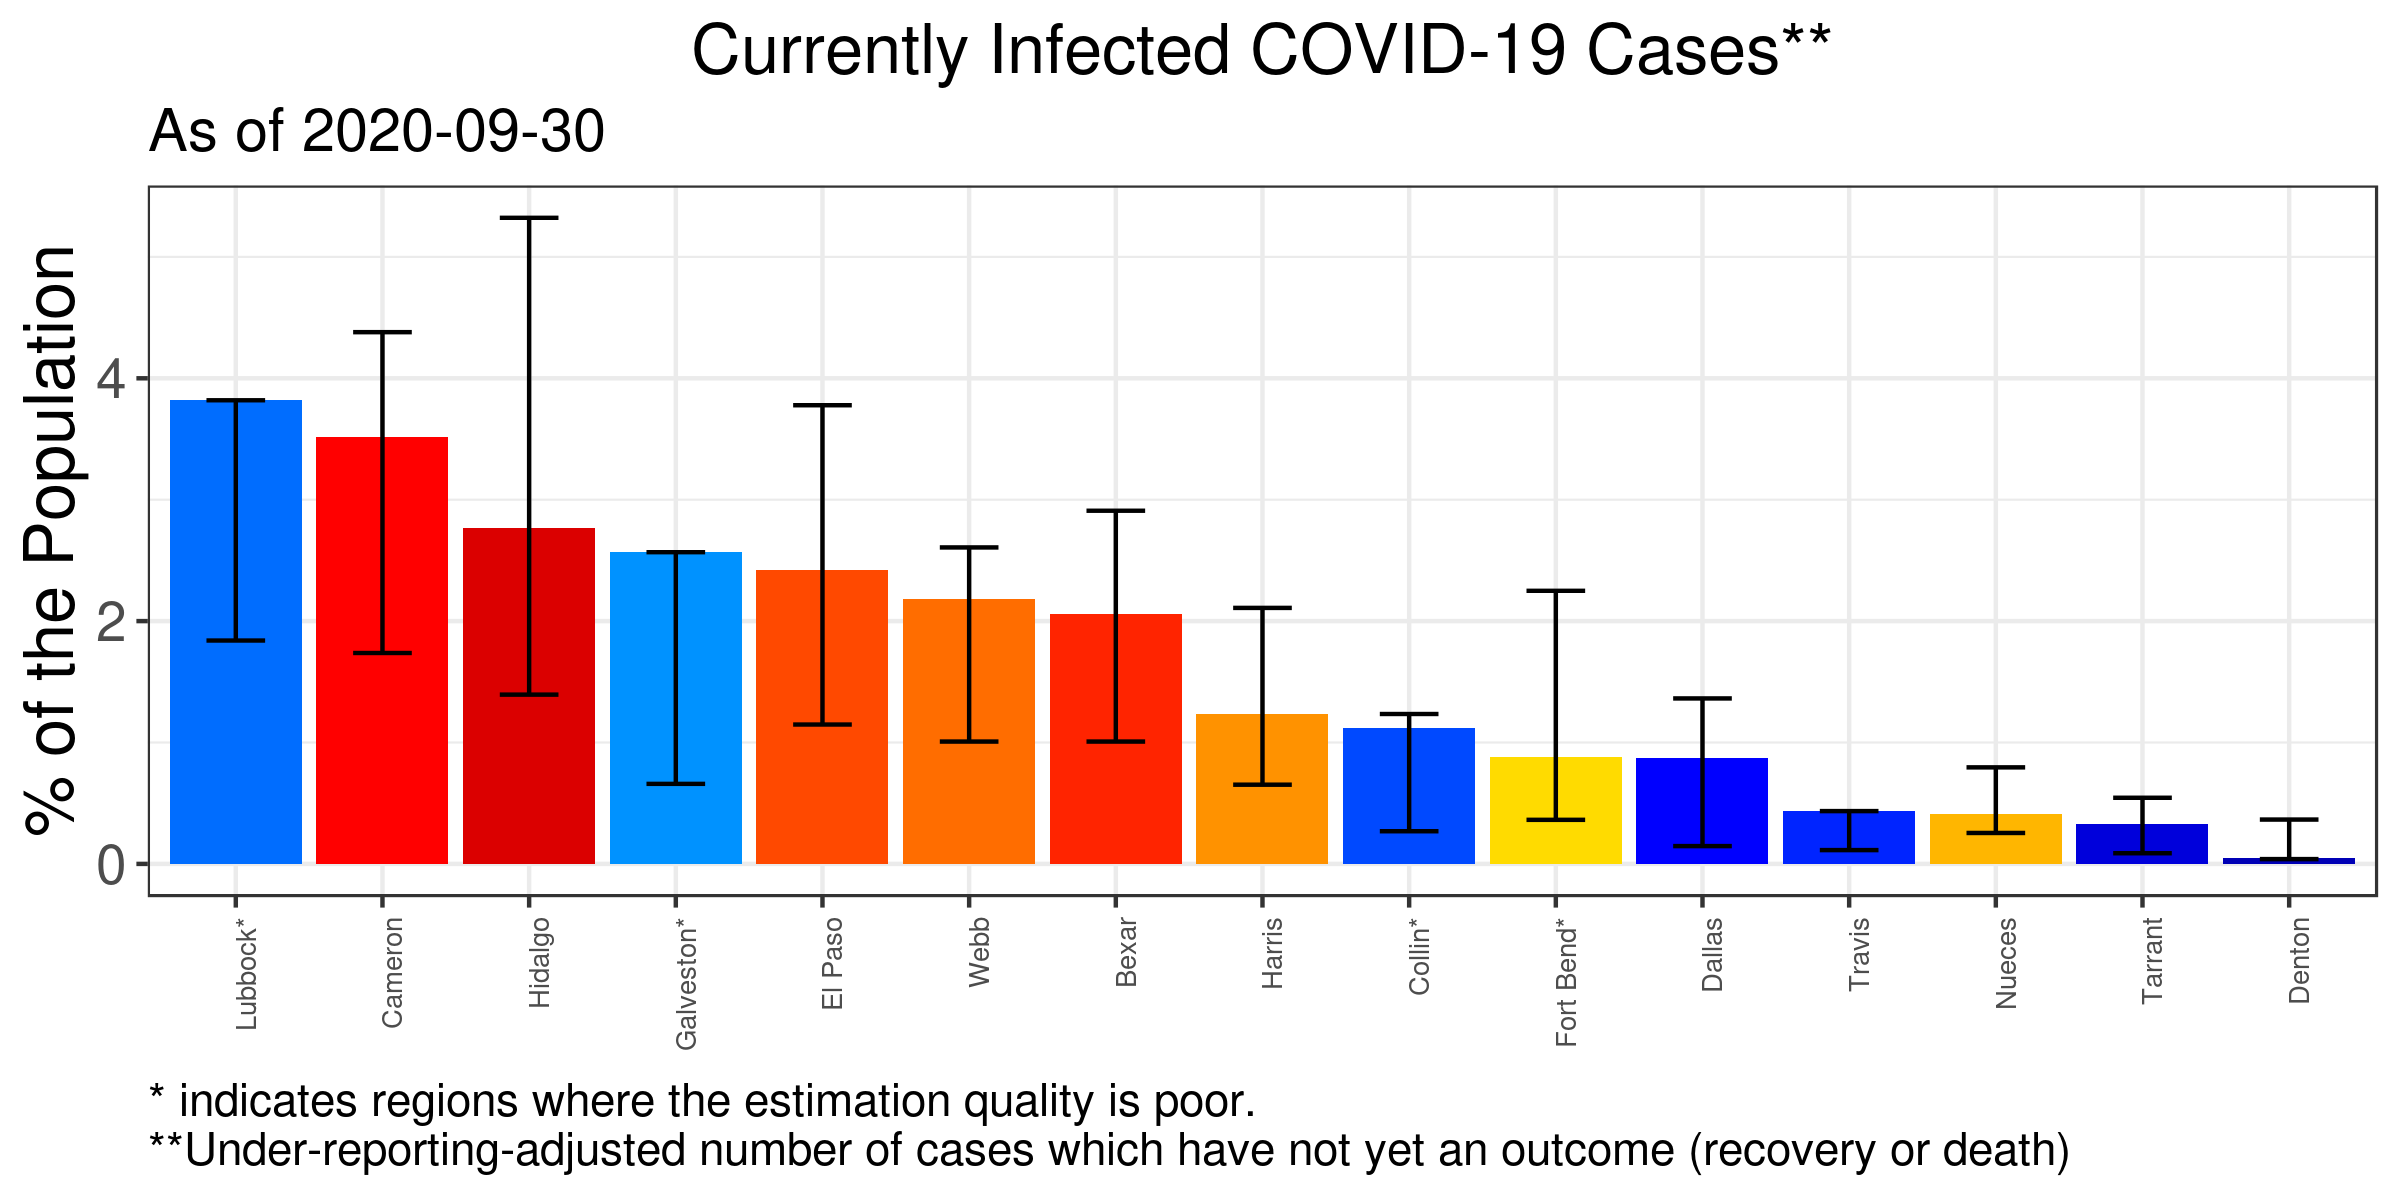 Currently Infected COVID-19 Cases**
As of 2020-09-30
% of the Population
4
2
0
Lubbock*
Cameron
Hidalgo
Galveston*
El Paso
Webb
Bexar
Harris
Collin*
Fort Bend*
Dallas
Travis
Nueces
Tarrant
Denton
* indicates regions where the estimation quality is poor.
**Under-reporting-adjusted number of cases which have not yet an outcome (recovery or death)